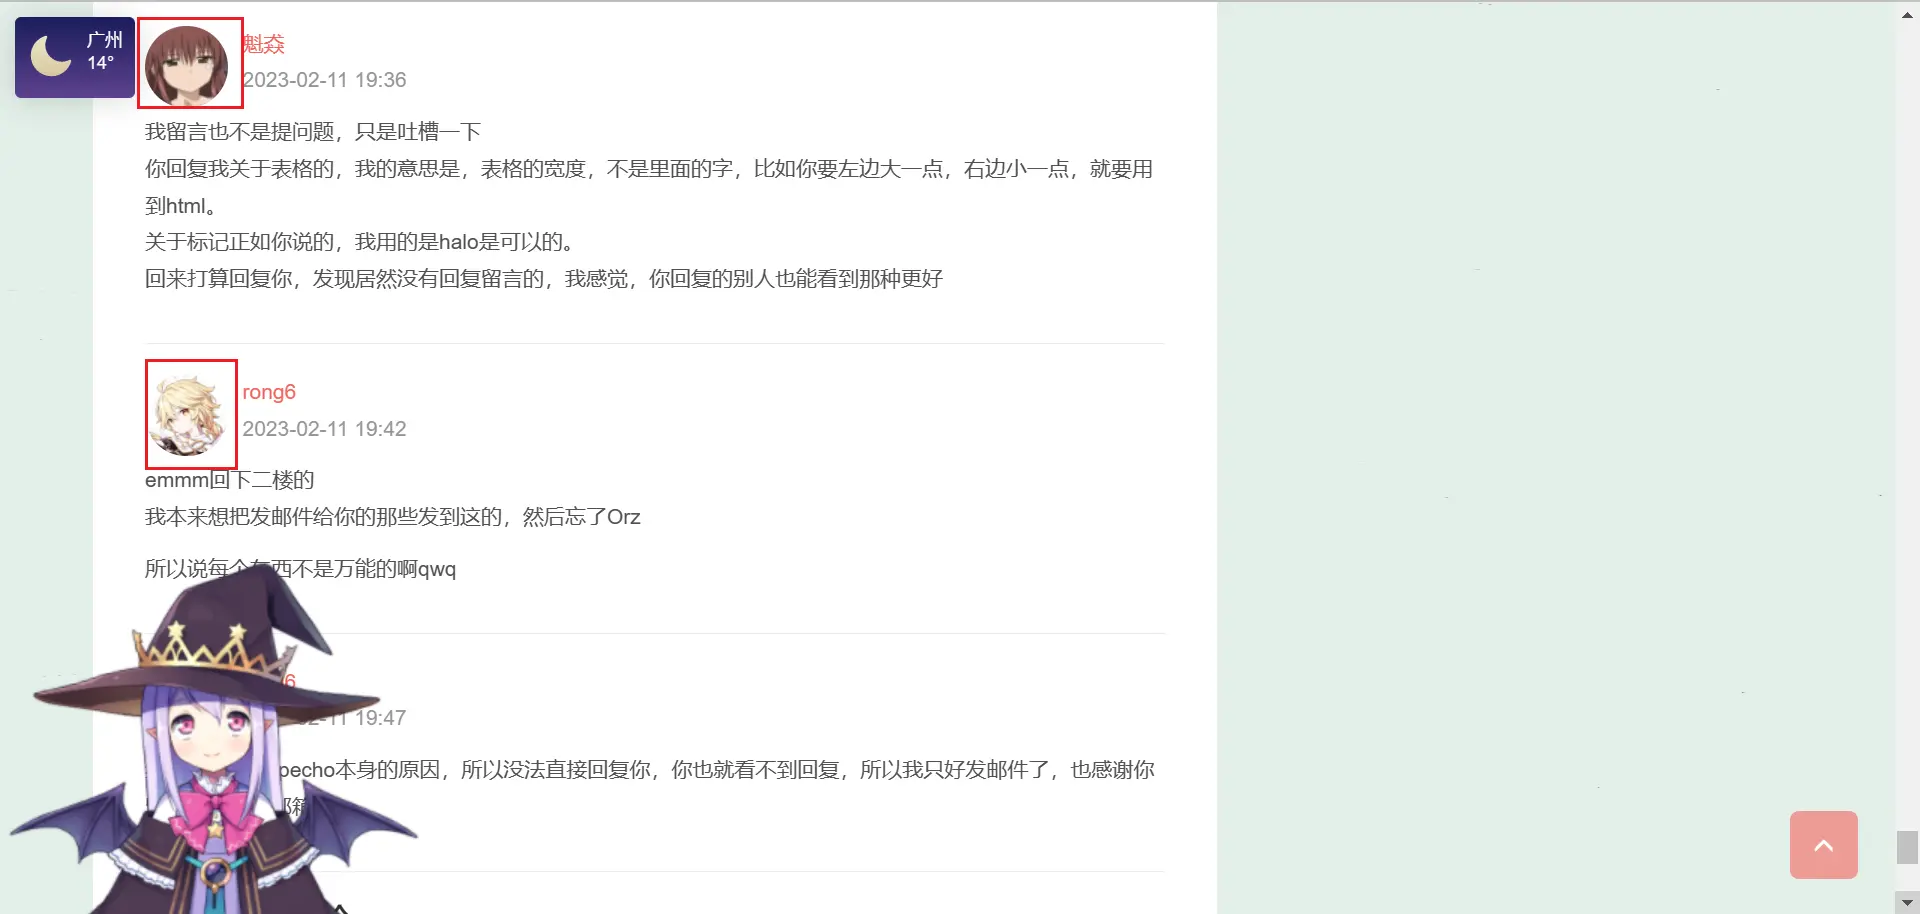 广州
14°
魁焱
2023-02-11 19:36
我留言也不是提问题，只是吐槽一下
你回复我关于表格的，我的意思是，表格的宽度，不是里面的字，比如你要左边大一点，右边小一点，就要用
到html。
关于标记正如你说的，我用的是halo是可以的。
回来打算回复你，发现居然没有回复留言的，我感觉，你回复的别人也能看到那种更好
rong6
2023-02-11 19:42
emmm回下二楼的
我本来想把发邮件给你的那些发到这的，然后忘了Orz
所以说每个东西不是万能的啊qwq
6
02-11 19:47
pecho本身的原因，所以没法直接回复你，你也就看不到回复，所以我只好发邮件了，也感谢你